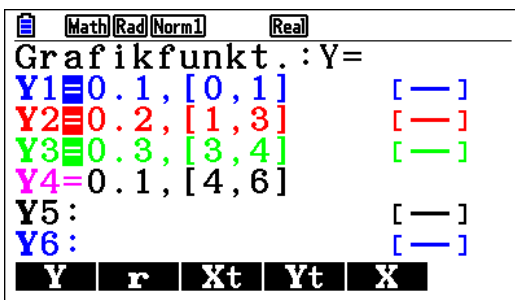 Math Rad Norm1 Real
Grafikfunkt.:Y=
Y1=0.1,[0,1] [—]
Y2=0.2,[1,3] [—]
Y3=0.3,[3,4] [—]
Y4=0.1,[4,6]
Y5: [—]
Y6: [—]
Y r Xt Yt X